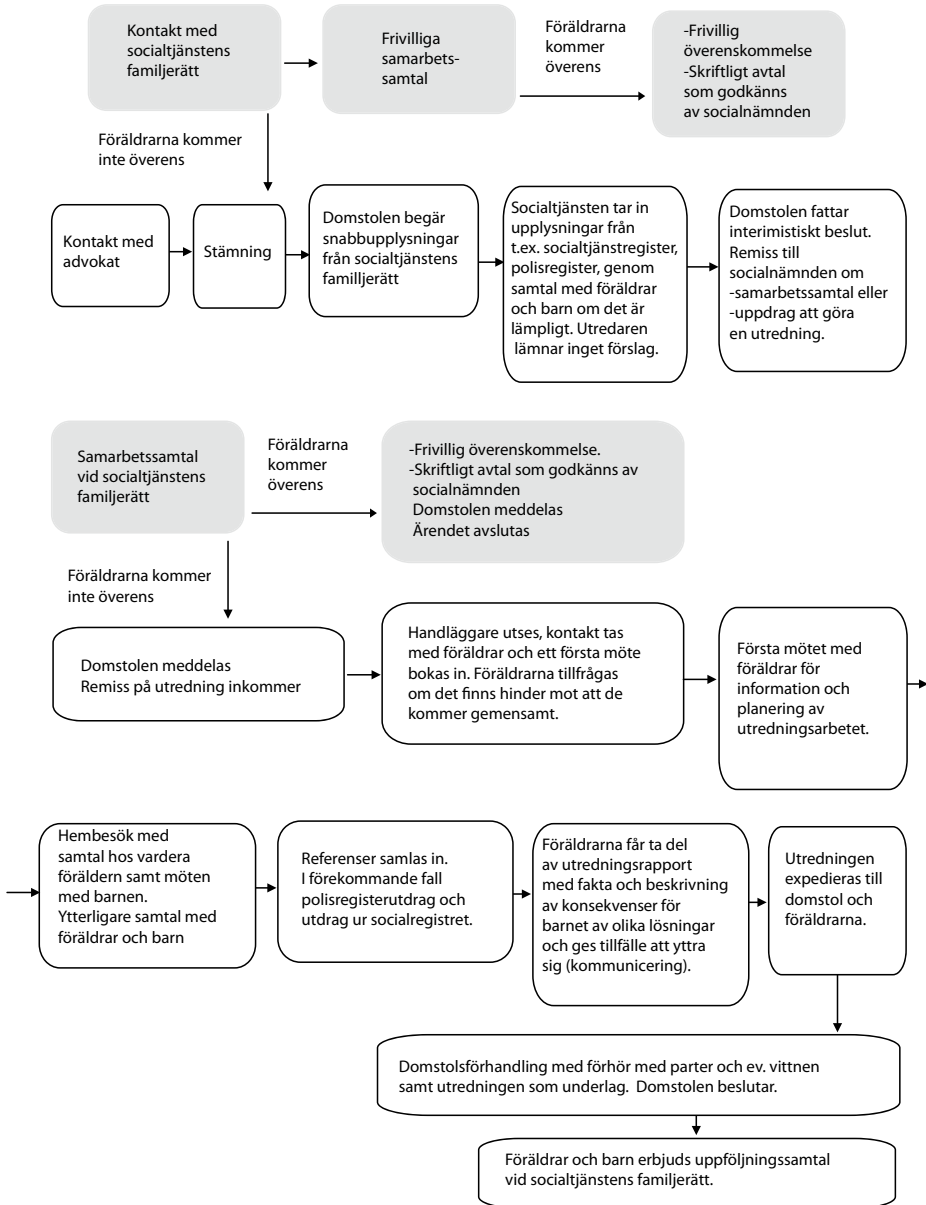 Kontakt med
socialtjänstens
familjerätt
Frivilliga
samarbets-
samtal
Föräldrarna
kommer
överens
-Frivillig
överenskommelse
-Skriftligt avtal
som godkänns
av socialnämnden
Föräldrarna kommer
inte överens
Kontakt med
advokat
Stämning
Domstolen begär
snabbupplysningar
från socialtjänstens
familljerätt
Socialtjänsten tar in
upplysningar från
t.ex. socialtjänstregister,
polisregister, genom
samtal med föräldrar
och barn om det är
lämpligt. Utredaren
lämnar inget förslag.
Domstolen fattar
interimistiskt beslut.
Remiss till
socialnämnden om
-samarbetssamtal eller
-uppdrag att göra
en utredning.
Samarbetssamtal
vid socialtjänstens
familjerätt
Föräldrarna
kommer
överens
-Frivillig överenskommelse.
-Skriftligt avtal som godkänns av
socialnämnden
Domstolen meddelas
Ärendet avslutas
Föräldrarna kommer
inte överens
Domstolen meddelas
Remiss på utredning inkommer
Handläggare utses, kontakt tas
med föräldrar och ett första möte
bokas in. Föräldrarna tillfrågas
om det finns hinder mot att de
kommer gemensamt.
Första mötet med
föräldrar för
information och
planering av
utredningsarbetet.
Hembesök med
samtal hos vardera
föräldern samt möten
med barnen.
Ytterligare samtal med
föräldrar och barn
Referenser samlas in.
I förekommande fall
polisregisterutdrag och
utdrag ur socialregistret.
Föräldrarna får ta del
av utredningsrapport
med fakta och beskrivning
av konsekvenser för
barnet av olika lösningar
och ges tillfälle att yttra
sig (kommunicering).
Utredningen
expedieras till
domstol och
föräldrarna.
Domstolsförhandling med förhör med parter och ev. vittnen
samt utredningen som underlag. Domstolen beslutar.
Föräldrar och barn erbjuds uppföljningssamtal
vid socialtjänstens familjerätt.